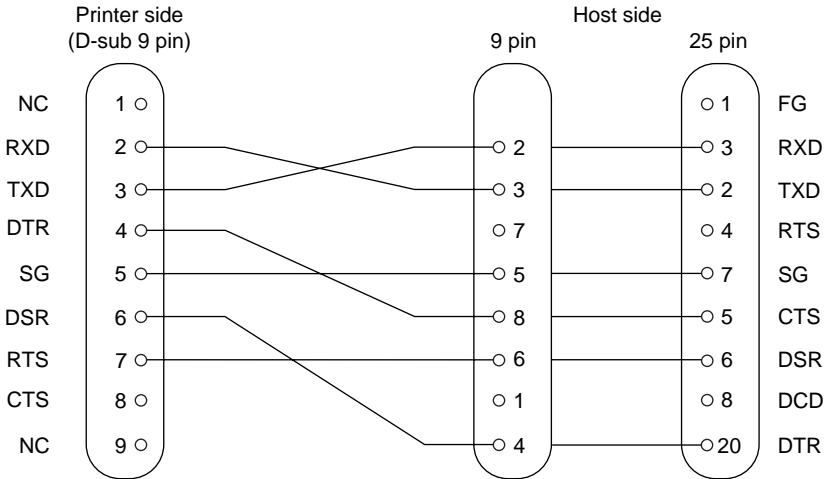 Printer side
(D-sub 9 pin)
Host side
9 pin
25 pin
NC 1 1 FG
RXD 2 2 3 RXD
TXD 3 3 2 TXD
DTR 4 7 4 RTS
SG 5 5 7 SG
DSR 6 8 5 CTS
RTS 7 6 6 DSR
CTS 8 1 8 DCD
NC 9 4 20 DTR